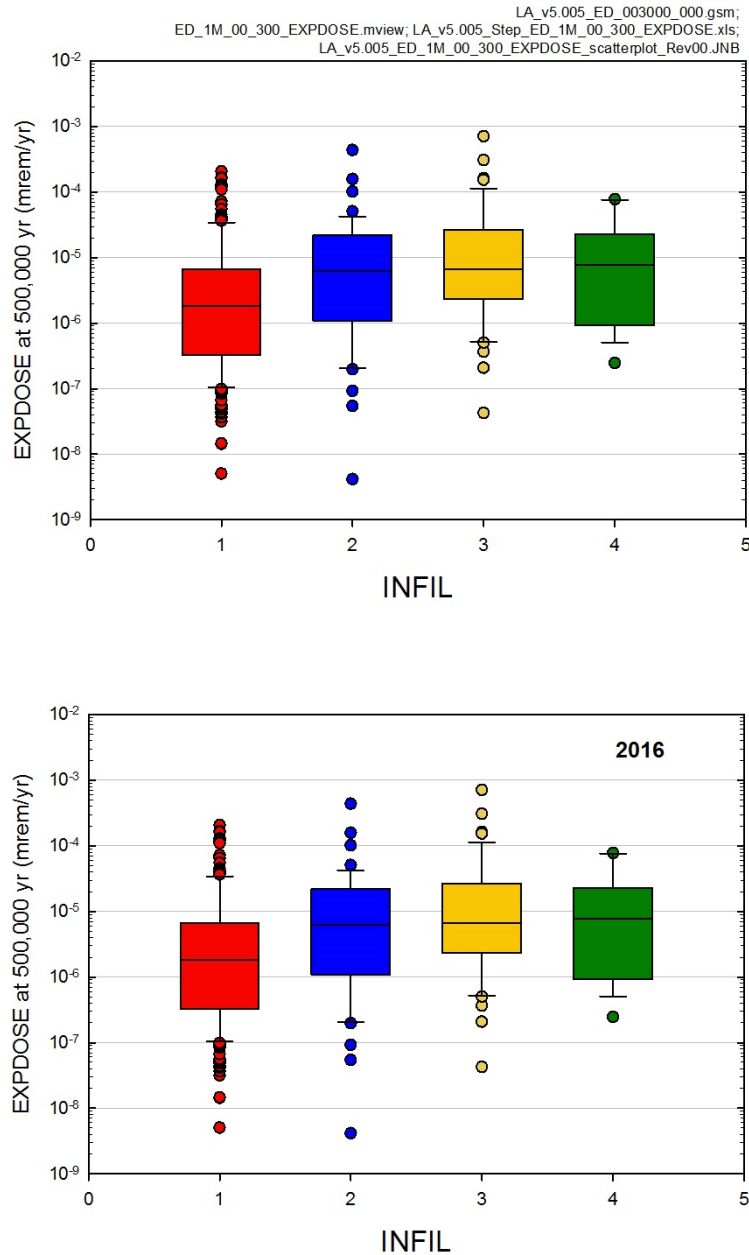 LA_v5.005_ED_003000_000.gsm;
ED_1M_00_300_EXPDOSE.mview; LA_v5.005_Step_ED_1M_00_300_EXPDOSE.xls;
LA_v5.005_ED_1M_00_300_EXPDOSE_scatterplot_Rev00.JNB
EXPDOSE at 500,000 yr (mrem/yr)
10⁻²
10⁻³
10⁻⁴
10⁻⁵
10⁻⁶
10⁻⁷
10⁻⁸
10⁻⁹
0 1 2 3 4 5
INFIL
2016
EXPDOSE at 500,000 yr (mrem/yr)
10⁻²
10⁻³
10⁻⁴
10⁻⁵
10⁻⁶
10⁻⁷
10⁻⁸
10⁻⁹
0 1 2 3 4 5
INFIL